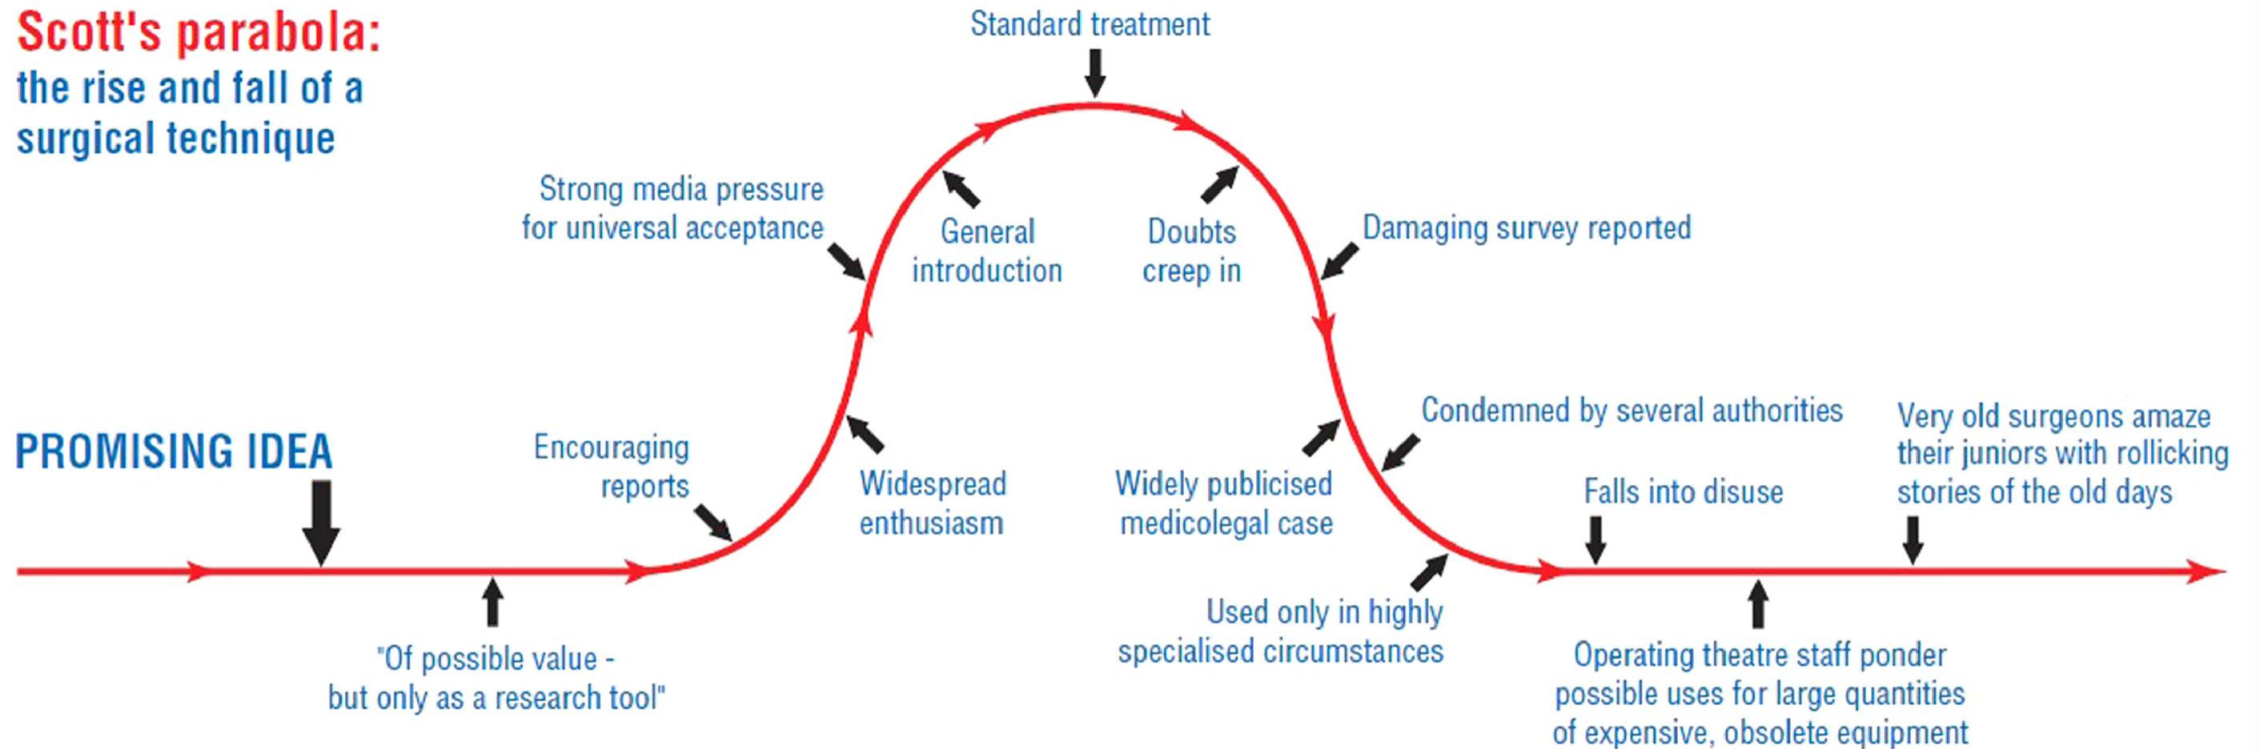 Scott's parabola:
the rise and fall of a
surgical technique
PROMISING IDEA
"Of possible value -
but only as a research tool"
Encouraging
reports
Widespread
enthusiasm
Strong media pressure
for universal acceptance
General
introduction
Standard treatment
Doubts
creep in
Damaging survey reported
Widely publicised
medicolegal case
Condemned by several authorities
Used only in highly
specialised circumstances
Falls into disuse
Operating theatre staff ponder
possible uses for large quantities
of expensive, obsolete equipment
Very old surgeons amaze
their juniors with rollicking
stories of the old days